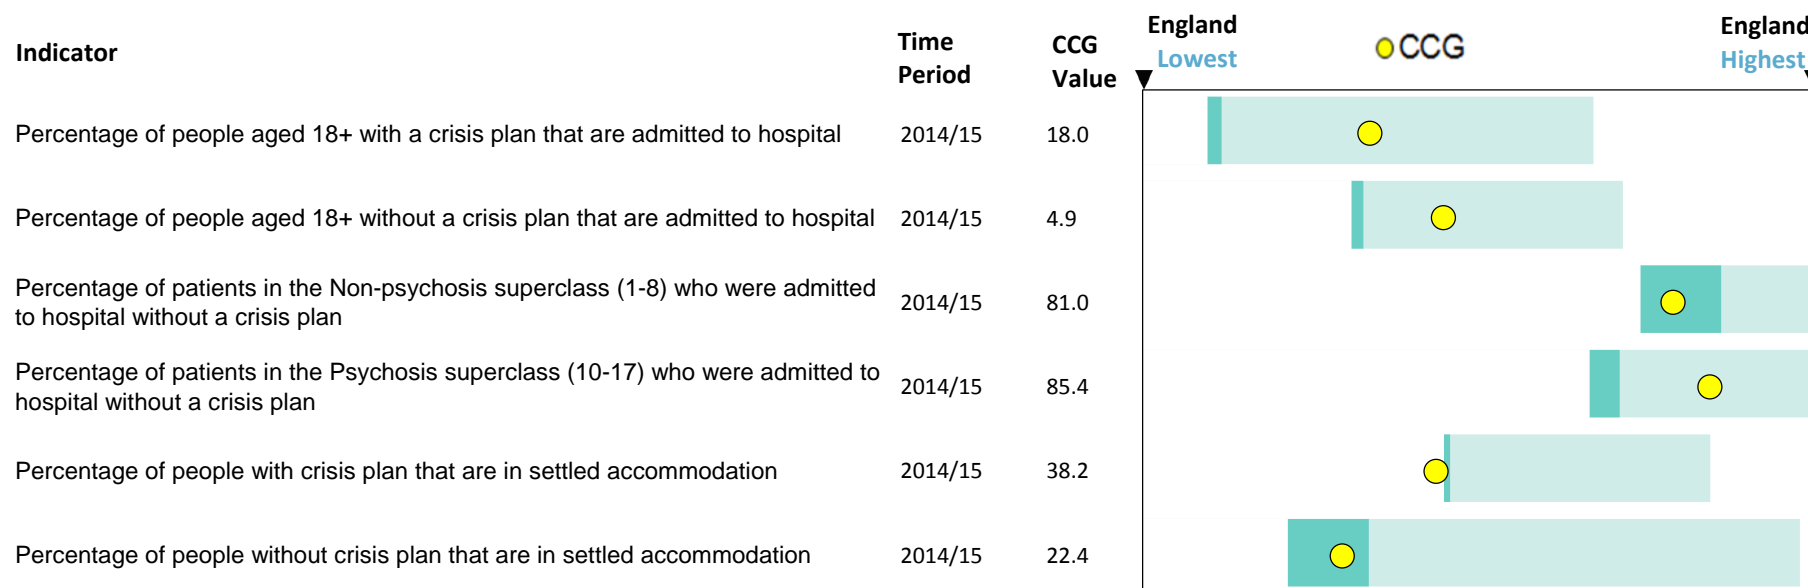 Indicator
Time Period
CCG Value
England Lowest
CCG
England Highest
Percentage of people aged 18+ with a crisis plan that are admitted to hospital 2014/15 18.0
Percentage of people aged 18+ without a crisis plan that are admitted to hospital 2014/15 4.9
Percentage of patients in the Non-psychosis superclass (1-8) who were admitted
to hospital without a crisis plan
2014/15 81.0
Percentage of patients in the Psychosis superclass (10-17) who were admitted to
hospital without a crisis plan
2014/15 85.4
Percentage of people with crisis plan that are in settled accommodation 2014/15 38.2
Percentage of people without crisis plan that are in settled accommodation 2014/15 22.4